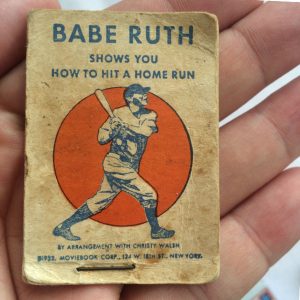 BABE RUTH
SHOWS YOU
HOW TO HIT A HOME RUN
BY ARRANGEMENT WITH CHRISTY WALSH
©1932, MOVIEBOOK CORP., 124 W. 18TH ST., NEW YORK.